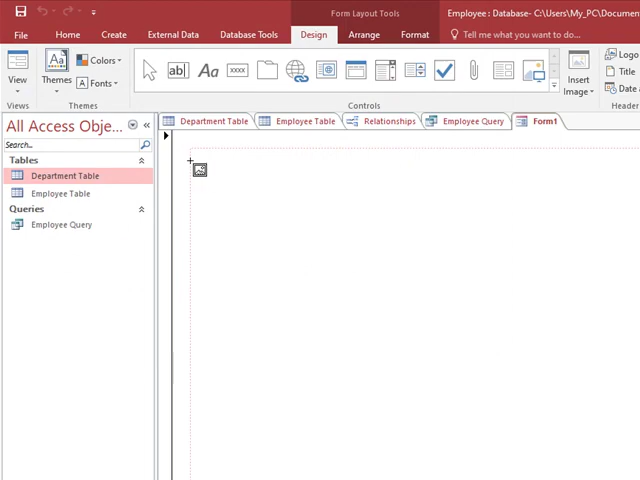 Form Layout Tools
Employee : Database- C:\Users\My_PC\Document
File Home Create External Data Database Tools Design Arrange Format Tell me what you want to do...
View
Themes
Colors
Fonts
ab|
Aa
xxxx
Insert
Image
Logo
Title
Date a
Views Themes Controls Header
All Access Obje...
Search...
Tables
Department Table
Employee Table
Queries
Employee Query
Department Table Employee Table Relationships Employee Query Form1